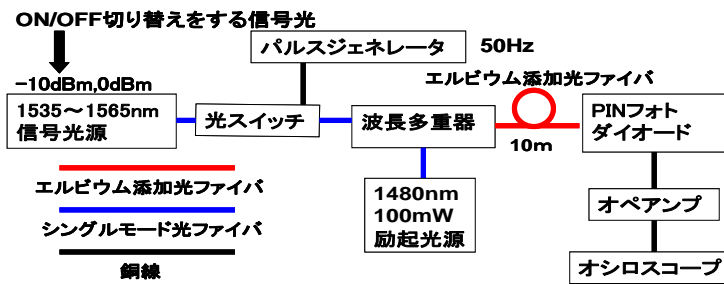 ON/OFF切り替えをする信号光
パルスジェネレータ
50Hz
エルビウム添加光ファイバ
−10dBm,0dBm
1535～1565nm
信号光源
光スイッチ
波長多重器
10m
PINフォト
ダイオード
エルビウム添加光ファイバ
シングルモード光ファイバ
銅線
1480nm
100mW
励起光源
オペアンプ
オシロスコープ